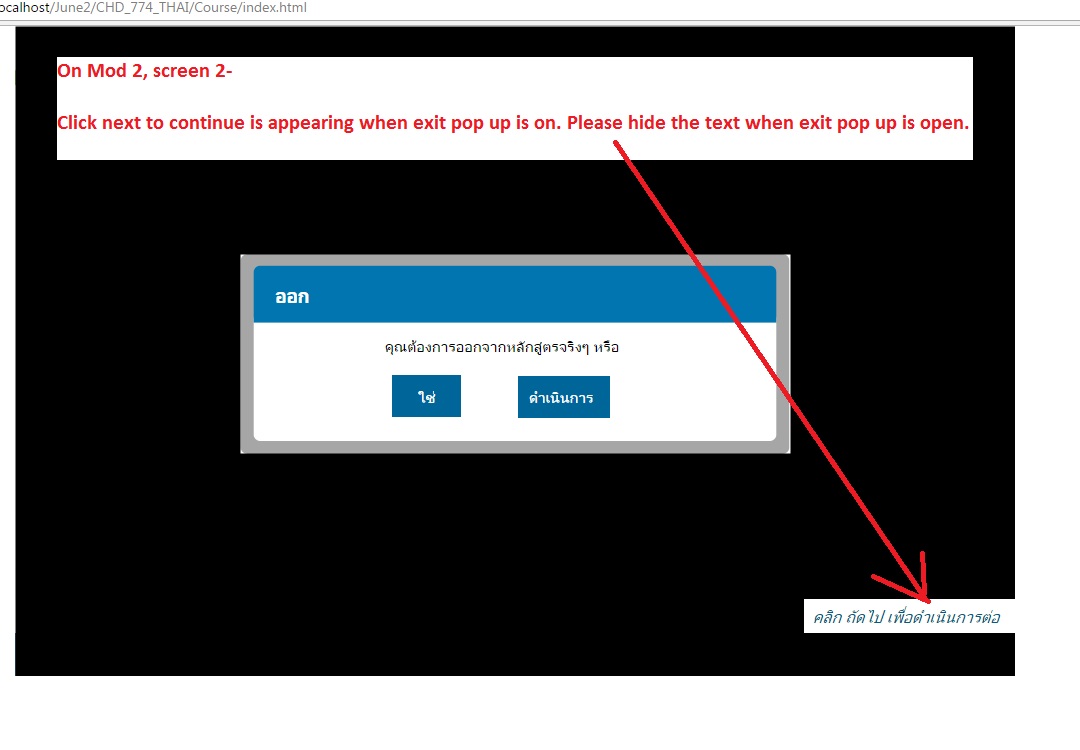 ocalhost/June2/CHD_774_THAI/Course/index.html
On Mod 2, screen 2-
Click next to continue is appearing when exit pop up is on. Please hide the text when exit pop up is open.
ออก
คุณต้องการออกจากหลักสู่ตรจริงๆ หรือ
ใช่
ดำเนินการ
คลิก ถัดไป เพื่อดำเนินการต่อ